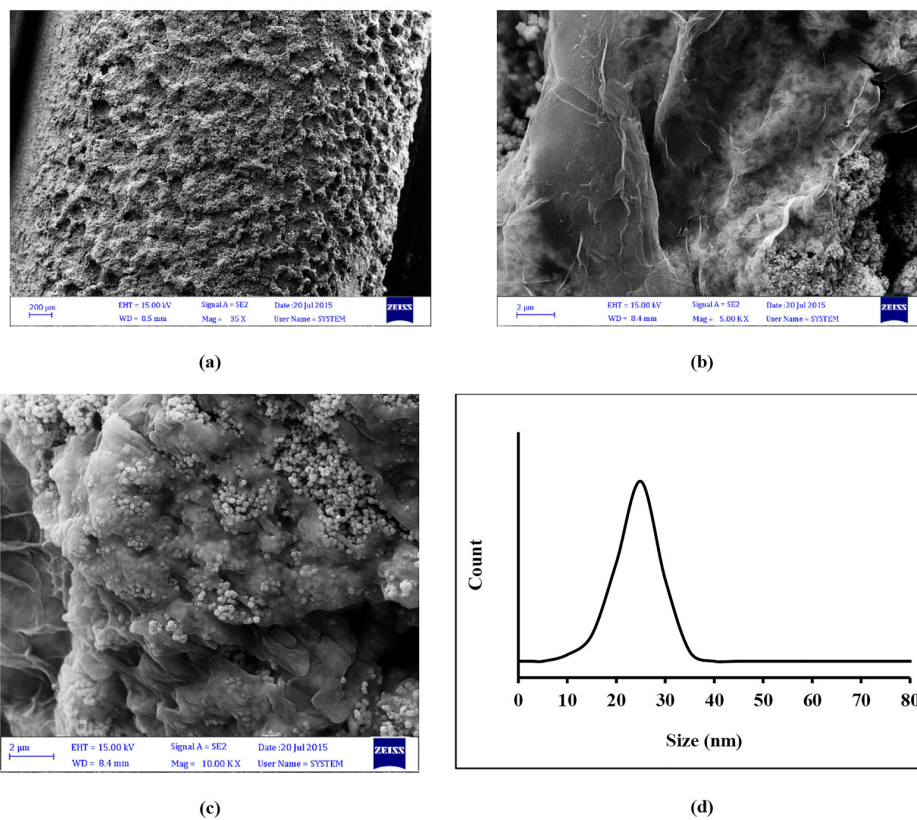 200 µm
EHT = 15.00 kV
Signal A = SE2
Date :20 Jul 2015
WD = 8.5 mm
Mag = 35 X
User Name = SYSTEM
ZEISS
(a)
2 µm
EHT = 15.00 kV
Signal A = SE2
Date :20 Jul 2015
WD = 8.4 mm
Mag = 5.00 K X
User Name = SYSTEM
ZEISS
(b)
2 µm
EHT = 15.00 kV
Signal A = SE2
Date :20 Jul 2015
WD = 8.4 mm
Mag = 10.00 K X
User Name = SYSTEM
ZEISS
(c)
Count
0 10 20 30 40 50 60 70 80
Size (nm)
(d)